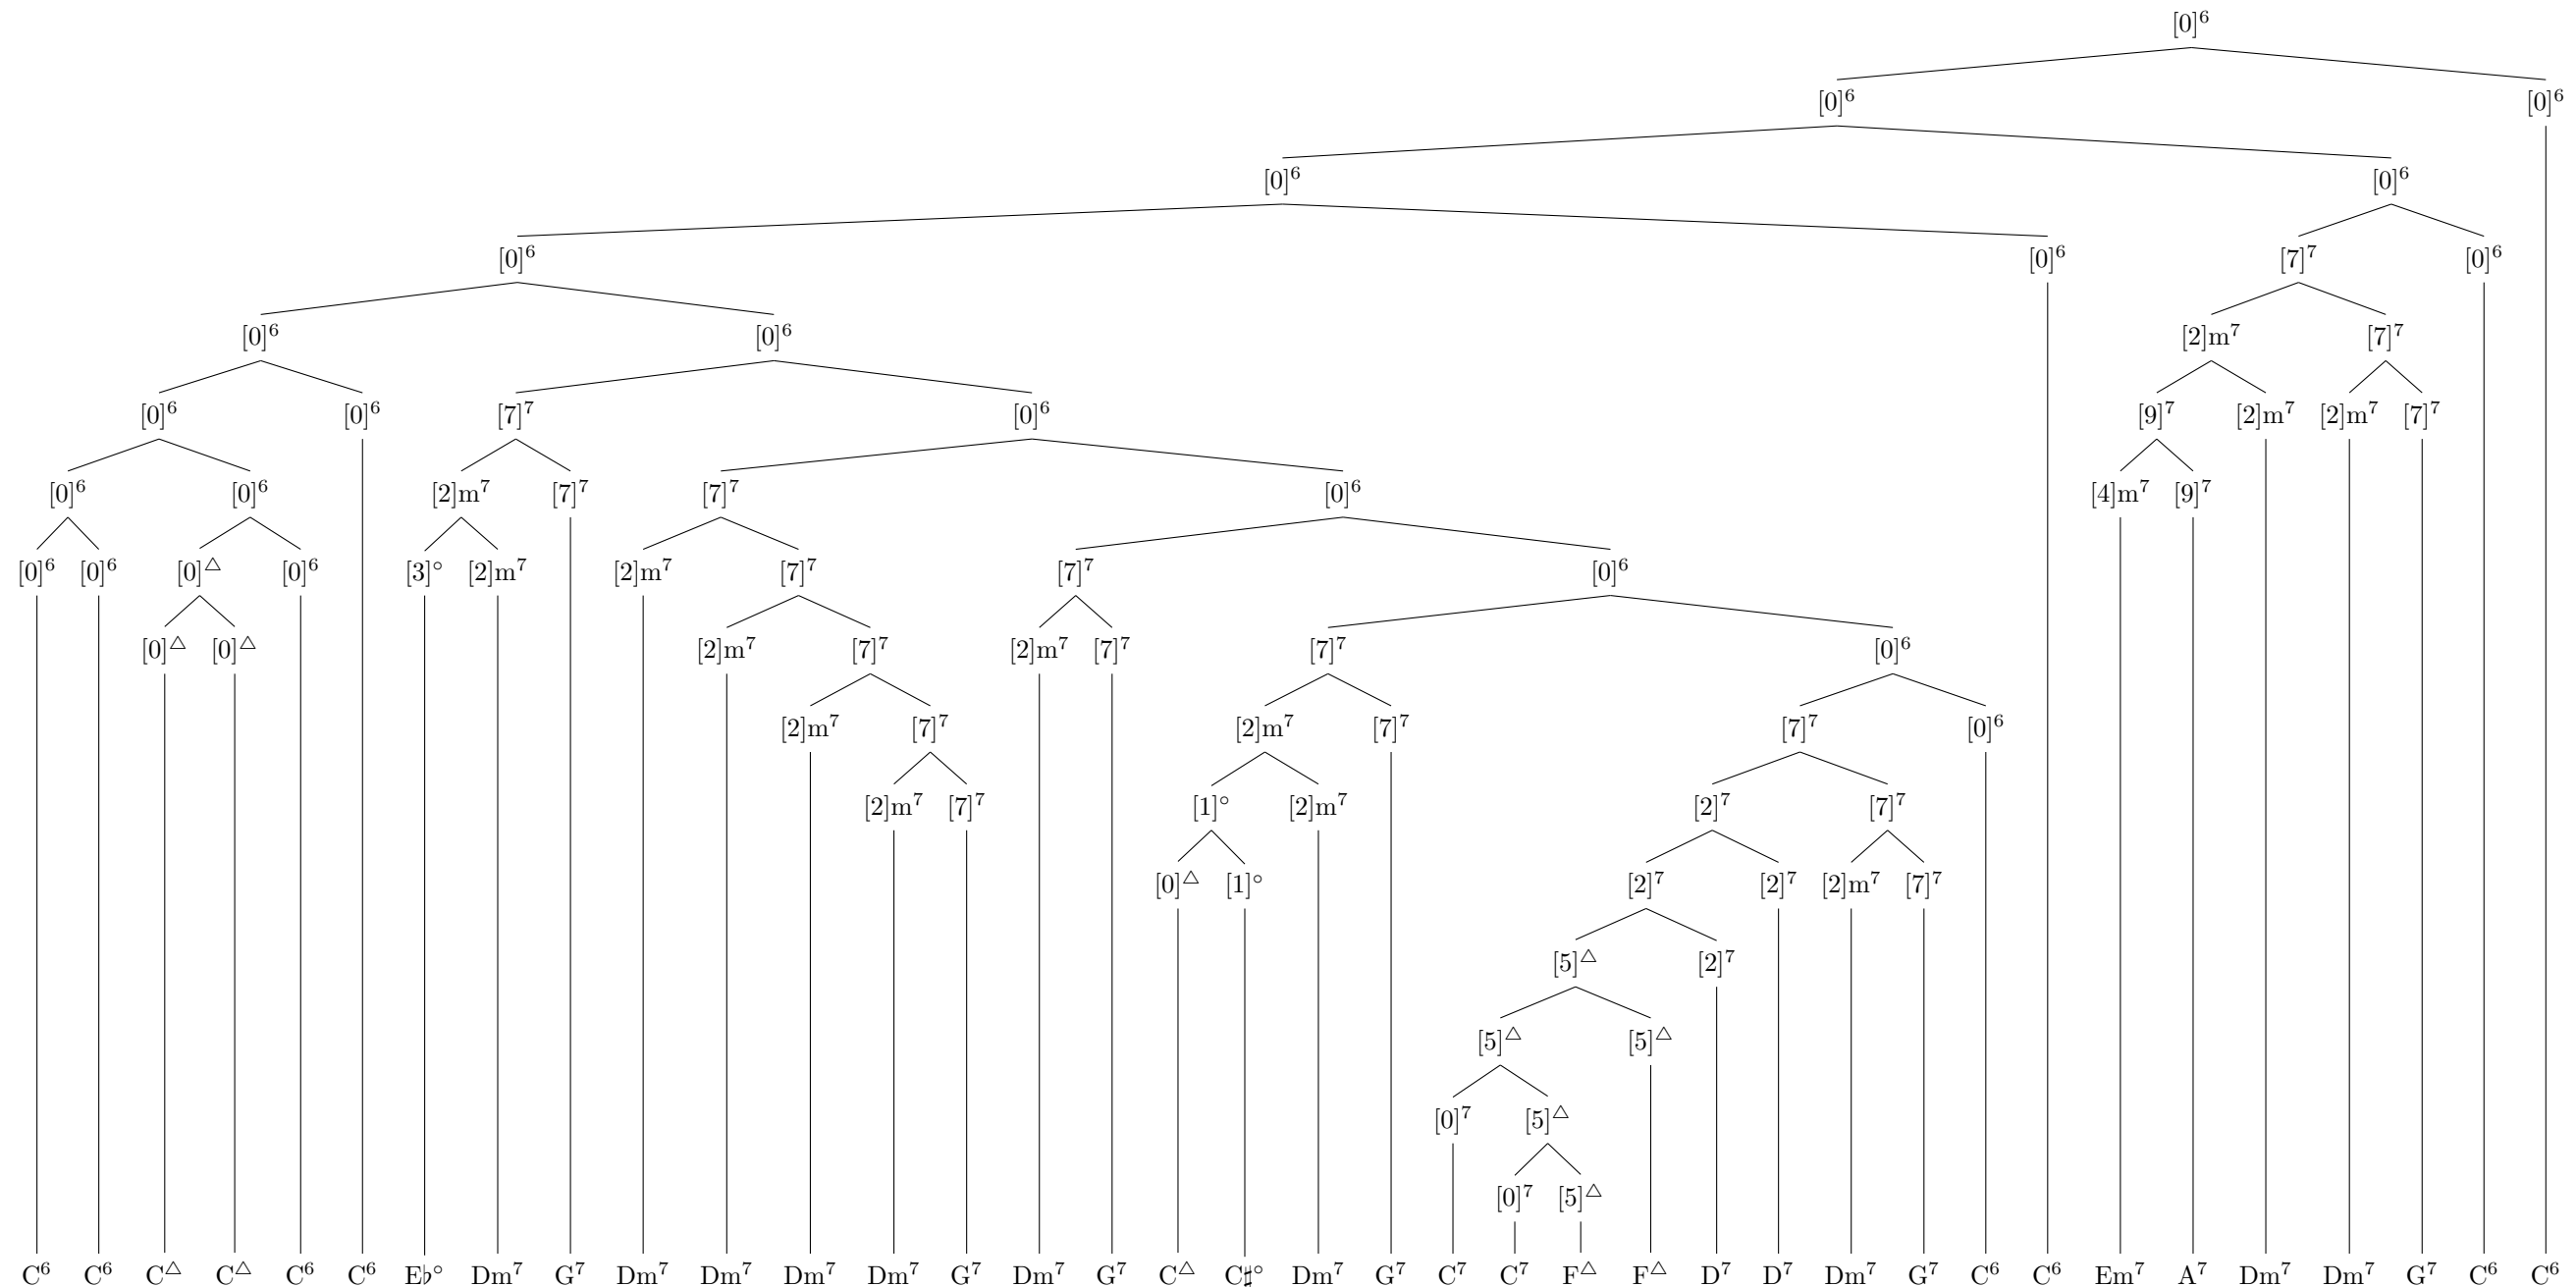 [0]⁶
[0]⁶ [0]⁶
[0]⁶ [0]⁶
[0]⁶ [0]⁶ [7]⁷ [0]⁶
[0]⁶ [0]⁶ [2]m⁷ [7]⁷
[0]⁶ [0]⁶ [7]⁷ [0]⁶ [9]⁷ [2]m⁷ [2]m⁷ [7]⁷
[0]⁶ [0]⁶ [2]m⁷ [7]⁷ [7]⁷ [0]⁶ [4]m⁷ [9]⁷
[0]⁶ [0]⁶ [0]△ [0]⁶ [3]° [2]m⁷ [2]m⁷ [7]⁷ [7]⁷ [0]⁶
[0]△ [0]△ [2]m⁷ [7]⁷ [2]m⁷ [7]⁷ [7]⁷ [0]⁶
[2]m⁷ [7]⁷ [2]m⁷ [7]⁷ [7]⁷ [0]⁶
[2]m⁷ [7]⁷ [1]° [2]m⁷ [2]⁷ [7]⁷
[0]△ [1]° [2]⁷ [2]⁷ [2]m⁷ [7]⁷
[5]△ [2]⁷
[5]△ [5]△
[0]⁷ [5]△
[0]⁷ [5]△
C⁶ C⁶ C△ C△ C⁶ C⁶ E♭° Dm⁷ G⁷ Dm⁷ Dm⁷ Dm⁷ Dm⁷ G⁷ Dm⁷ G⁷ C△ C♯° Dm⁷ G⁷ C⁷ C⁷ F△ F△ D⁷ D⁷ Dm⁷ G⁷ C⁶ C⁶ Em⁷ A⁷ Dm⁷ Dm⁷ G⁷ C⁶ C⁶